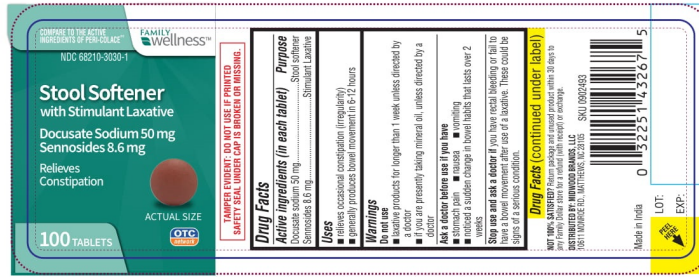 COMPARE TO THE ACTIVE
INGREDIENTS OF PERI-COLACE™
FAMILY
wellness™
NDC 68210-3030-1
Stool Softener
with Stimulant Laxative
Docusate Sodium 50 mg
Sennosides 8.6 mg
Relieves
Constipation
ACTUAL SIZE
100 TABLETS
OTC
network
TAMPER EVIDENT: DO NOT USE IF PRINTED
SAFETY SEAL UNDER CAP IS BROKEN OR MISSING.
Drug Facts
Active ingredients (in each tablet) Purpose
Docusate sodium 50 mg Stool softener
Sennosides 8.6 mg Stimulant Laxative
Uses
■ relieves occasional constipation (irregularity)
■ generally produces bowel movement in 6-12 hours
Warnings
Do not use
■ laxative products for longer than 1 week unless directed by
a doctor
■ if you are presently taking mineral oil, unless directed by a
doctor
Ask a doctor before use if you have
■ stomach pain ■ nausea ■ vomiting
■ noticed a sudden change in bowel habits that lasts over 2
weeks
Stop use and ask a doctor if you have rectal bleeding or fail to
have a bowel movement after use of a laxative. These could be
signs of a serious condition.
Drug Facts (continued under label)
NOT 100% SATISFIED? Return package and unused product within 30 days to
any Family Dollar store for a refund (with receipt) or exchange.
DISTRIBUTED BY: MIDWOOD BRANDS, LLC
10611 MONROE RD., MATTHEWS, NC 28105
SKU 0902493
Made in India
0 32251 43267 5
PEEL
HERE
LOT:
EXP.: